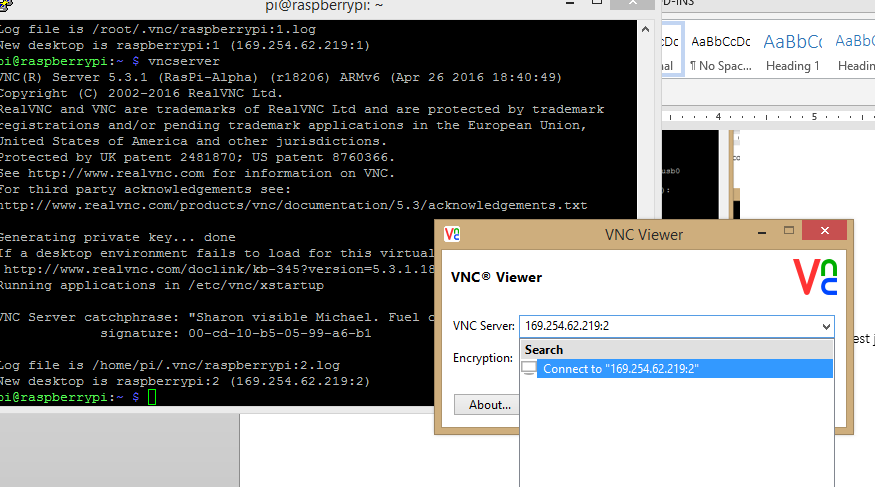 pi@raspberrypi: ~
Log file is /root/.vnc/raspberrypi:1.log
New desktop is raspberrypi:1 (169.254.62.219:1)
pi@raspberrypi:~ $ vncserver
VNC(R) Server 5.3.1 (RasPi-Alpha) (r18206) ARMv6 (Apr 26 2016 18:40:49)
Copyright (C) 2002-2016 RealVNC Ltd.
RealVNC and VNC are trademarks of RealVNC Ltd and are protected by trademark
registrations and/or pending trademark applications in the European Union,
United States of America and other jurisdictions.
Protected by UK patent 2481870; US patent 8760366.
See http://www.realvnc.com for information on VNC.
For third party acknowledgements see:
http://www.realvnc.com/products/vnc/documentation/5.3/acknowledgements.txt
Generating private key... done
If a desktop environment fails to load for this virtual
http://www.realvnc.com/doclink/kb-345?version=5.3.1.18
Running applications in /etc/vnc/xstartup
VNC Server catchphrase: "Sharon visible Michael. Fuel c
signature: 00-cd-10-b5-05-99-a6-b1
Log file is /home/pi/.vnc/raspberrypi:2.log
New desktop is raspberrypi:2 (169.254.62.219:2)
pi@raspberrypi:~ $
D-INS
cDc AaBbCcDc AaBbCc AaBb
nal ¶ No Spac... Heading 1 Headin
4 5
usb0
):
est j
VNC Viewer
VNC® Viewer
VNC
VNC Server: 169.254.62.219:2
Search
Encryption:
Connect to "169.254.62.219:2"
About...